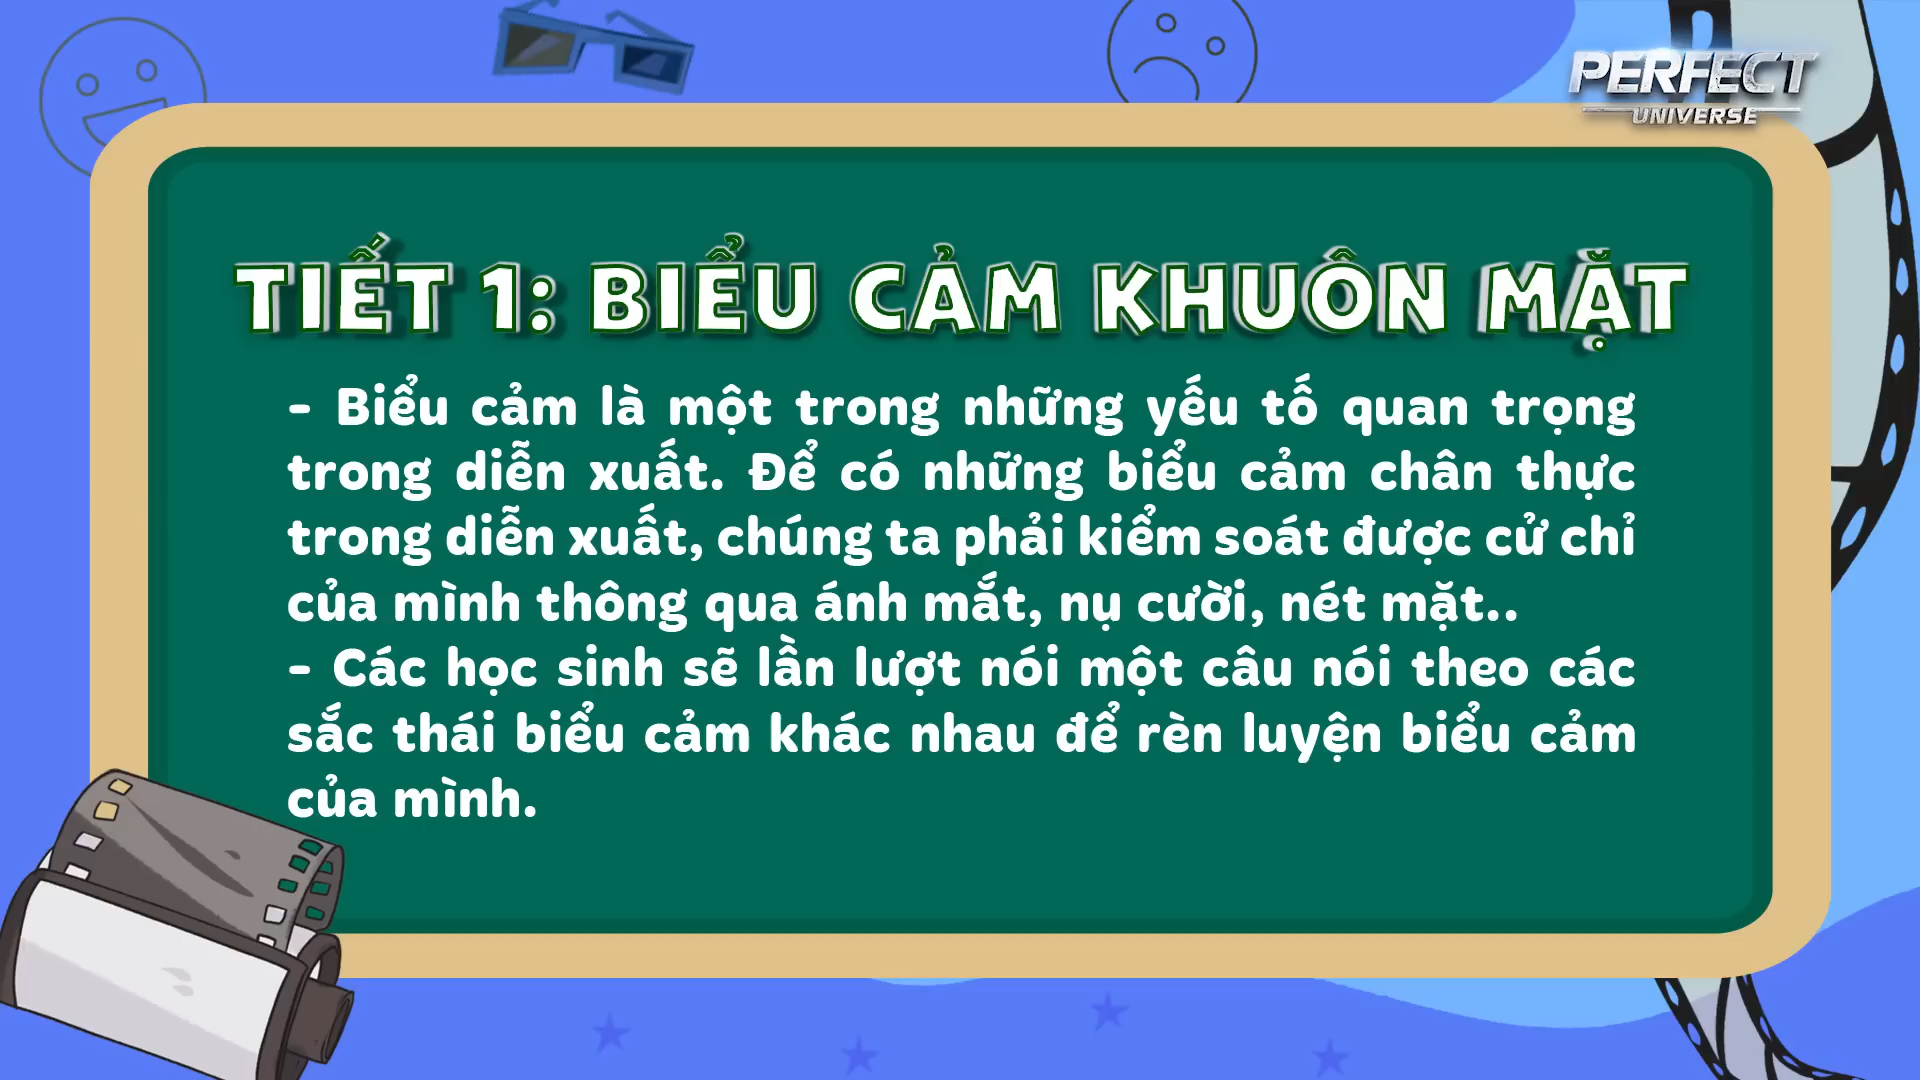 PERFECT
UNIVERSE
TIẾT 1: BIỂU CẢM KHUÔN MẶT
- Biểu cảm là một trong những yếu tố quan trọng
trong diễn xuất. Để có những biểu cảm chân thực
trong diễn xuất, chúng ta phải kiểm soát được cử chỉ
của mình thông qua ánh mắt, nụ cười, nét mặt..
- Các học sinh sẽ lần lượt nói một câu nói theo các
sắc thái biểu cảm khác nhau để rèn luyện biểu cảm
của mình.